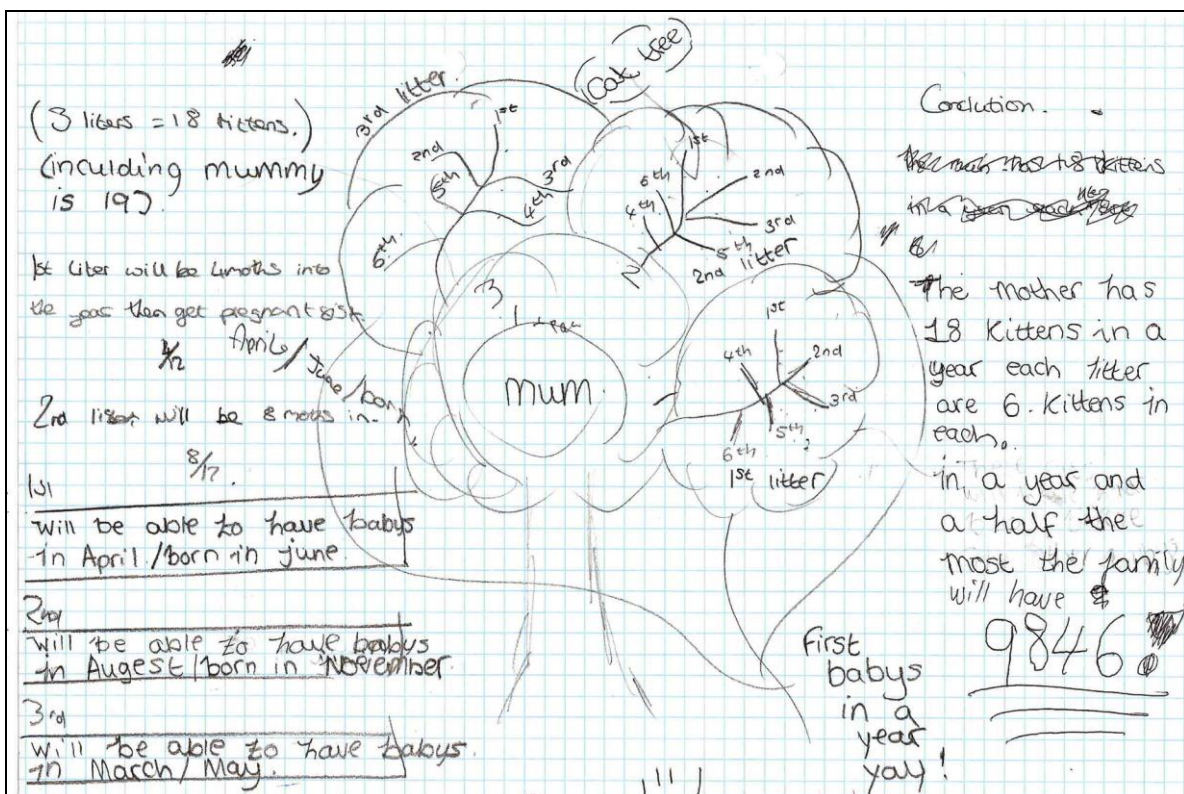 (3 liters = 18 kittens.)
(inculding mummy
is 19)
1st liter will be 4 moths into
the year then get pregnant
4/12
April/June/born
2nd liter will be 8 moths in.
8/12.
1st
will be able to have babys
in April./born in june.
2nd
will be able to have babys
in Augest/born in November
3rd
will be able to have babys.
in March/May.
Cat tree
3rd litter.
1st
2nd
3rd
4th
5th
6th
3
1st
2nd
3rd
4th
5th
6th
2
2nd litter
mum
1st
2nd
3rd
4th
5th
6th
1st litter
first
babys
in a
year
yay!
Conclution.
The mother has
18 kittens in a
year each litter
are 6. kittens in
each.
in a year and
a half the
most the family
will have
9846!